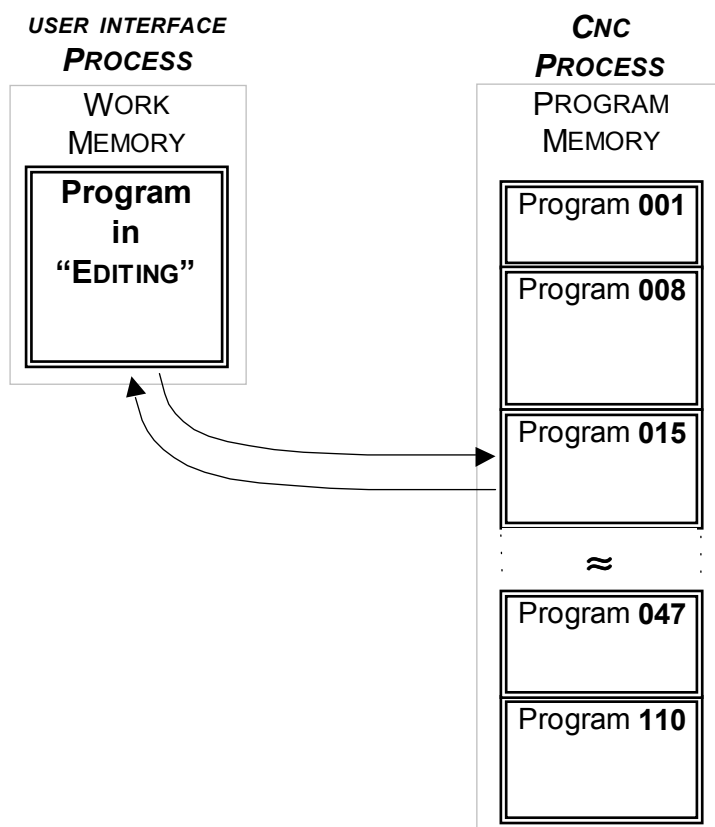 USER INTERFACE
PROCESS
WORK
MEMORY
Program
in
“EDITING”
CNC
PROCESS
PROGRAM
MEMORY
Program 001
Program 008
Program 015
≈
Program 047
Program 110